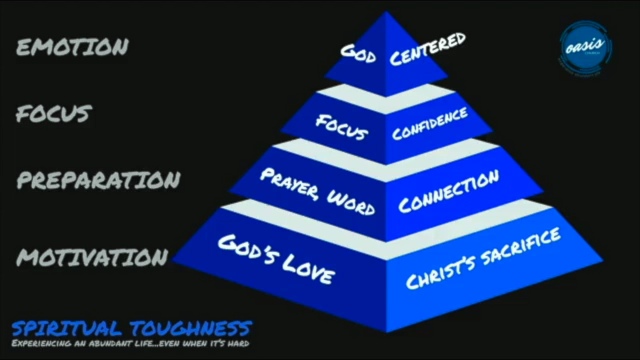 EMOTION
GOD CENTERED
oasis
FOCUS
FOCUS CONFIDENCE
PREPARATION
PRAYER, WORD CONNECTION
MOTIVATION
GOD'S LOVE CHRIST'S SACRIFICE
SPIRITUAL TOUGHNESS
EXPERIENCING AN ABUNDANT LIFE...EVEN WHEN IT'S HARD